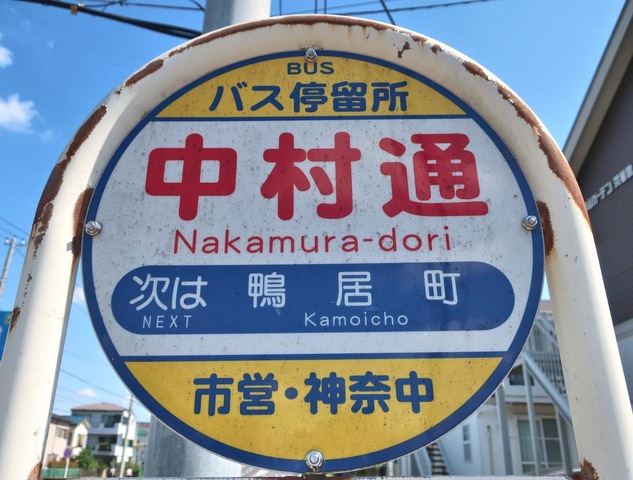 BUS
バス停留所
中村通
Nakamura-dori
次は 鴨居町
NEXT Kamoicho
市営・神奈中